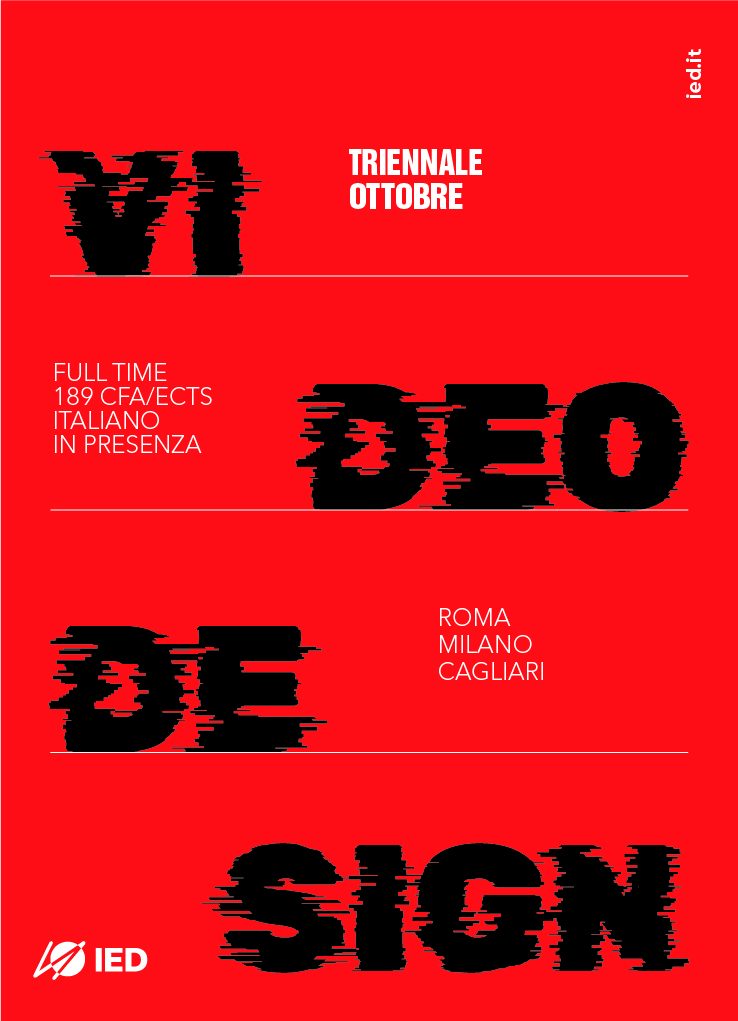 ied.it
VI
TRIENNALE
OTTOBRE
FULL TIME
189 CFA/ECTS
ITALIANO
IN PRESENZA
DEO
DE
ROMA
MILANO
CAGLIARI
SIGN
IED